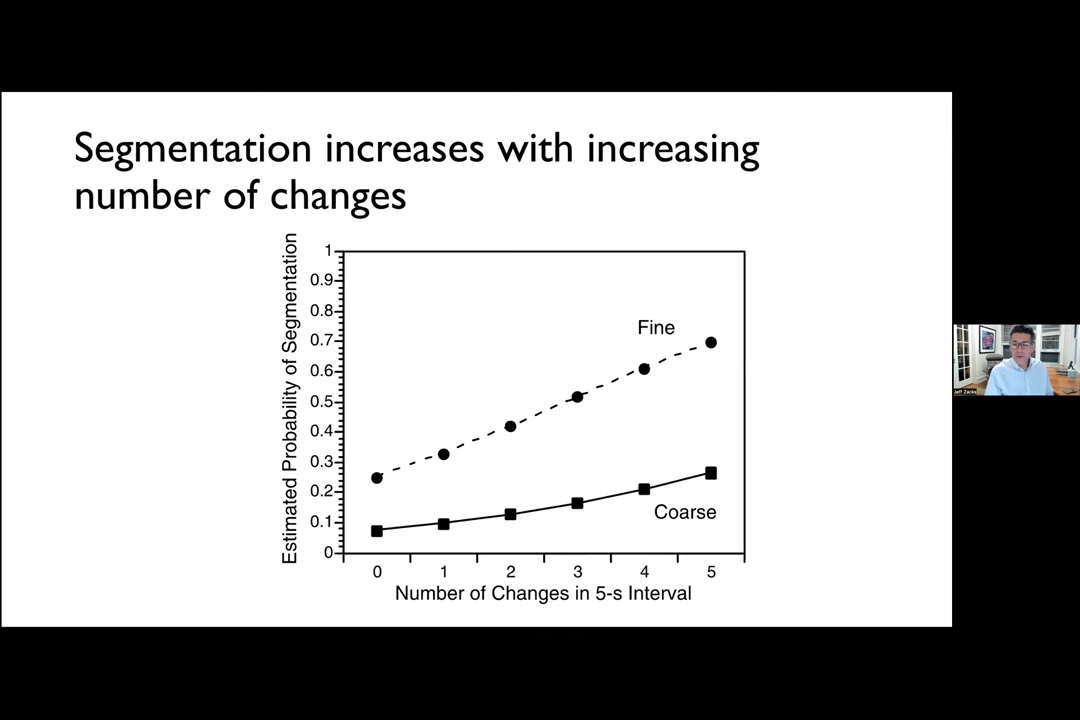 Segmentation increases with increasing
number of changes
Estimated Probability of Segmentation
1
0.9
0.8
0.7
0.6
0.5
0.4
0.3
0.2
0.1
0
Fine
Coarse
0 1 2 3 4 5
Number of Changes in 5-s Interval
Jeff Zacks